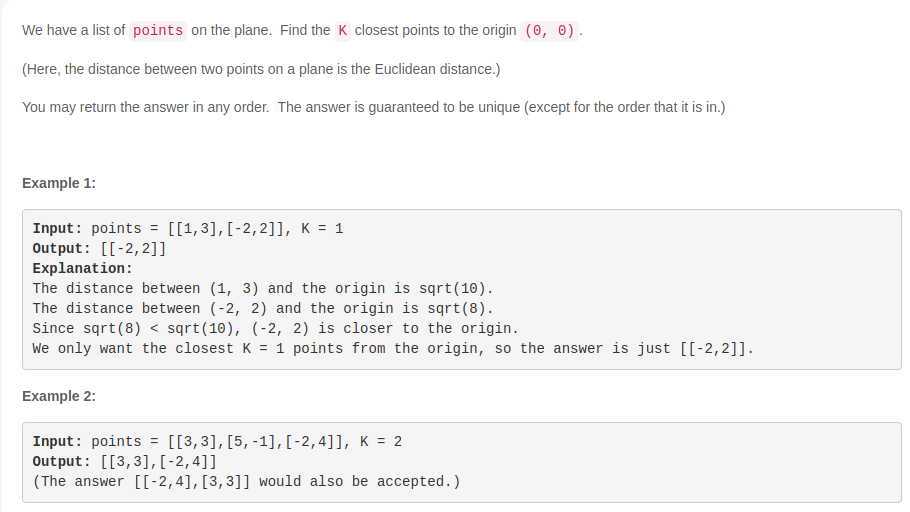 We have a list of points on the plane. Find the K closest points to the origin (0, 0).
(Here, the distance between two points on a plane is the Euclidean distance.)
You may return the answer in any order. The answer is guaranteed to be unique (except for the order that it is in.)
Example 1:
Input: points = [[1,3],[-2,2]], K = 1
Output: [[-2,2]]
Explanation:
The distance between (1, 3) and the origin is sqrt(10).
The distance between (-2, 2) and the origin is sqrt(8).
Since sqrt(8) < sqrt(10), (-2, 2) is closer to the origin.
We only want the closest K = 1 points from the origin, so the answer is just [[-2,2]].
Example 2:
Input: points = [[3,3],[5,-1],[-2,4]], K = 2
Output: [[3,3],[-2,4]]
(The answer [[-2,4],[3,3]] would also be accepted.)